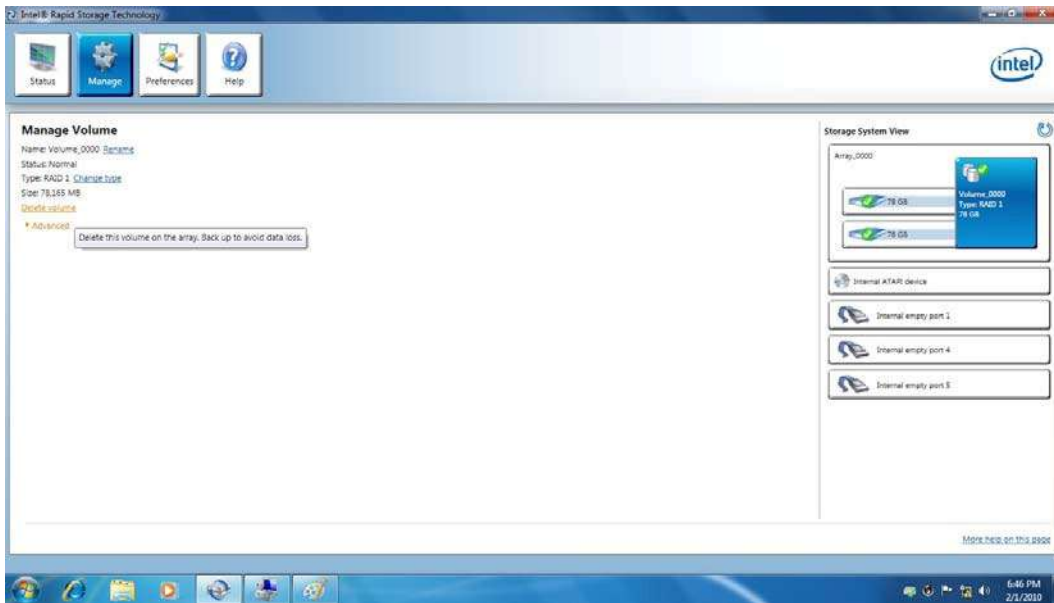 Intel® Rapid Storage Technology
Status
Manage
Preferences
Help
intel
Manage Volume
Name: Volume_0000 Rename
Status: Normal
Type: RAID 1 Change type
Size: 78,165 MB
Delete volume
Advanced
Delete this volume on the array. Back up to avoid data loss.
Storage System View
Array_0000
78 GB
78 GB
Volume_0000
Type: RAID 1
78 GB
Internal ATAPI device
Internal empty port 1
Internal empty port 4
Internal empty port 5
More help on this page
6:46 PM
2/1/2010